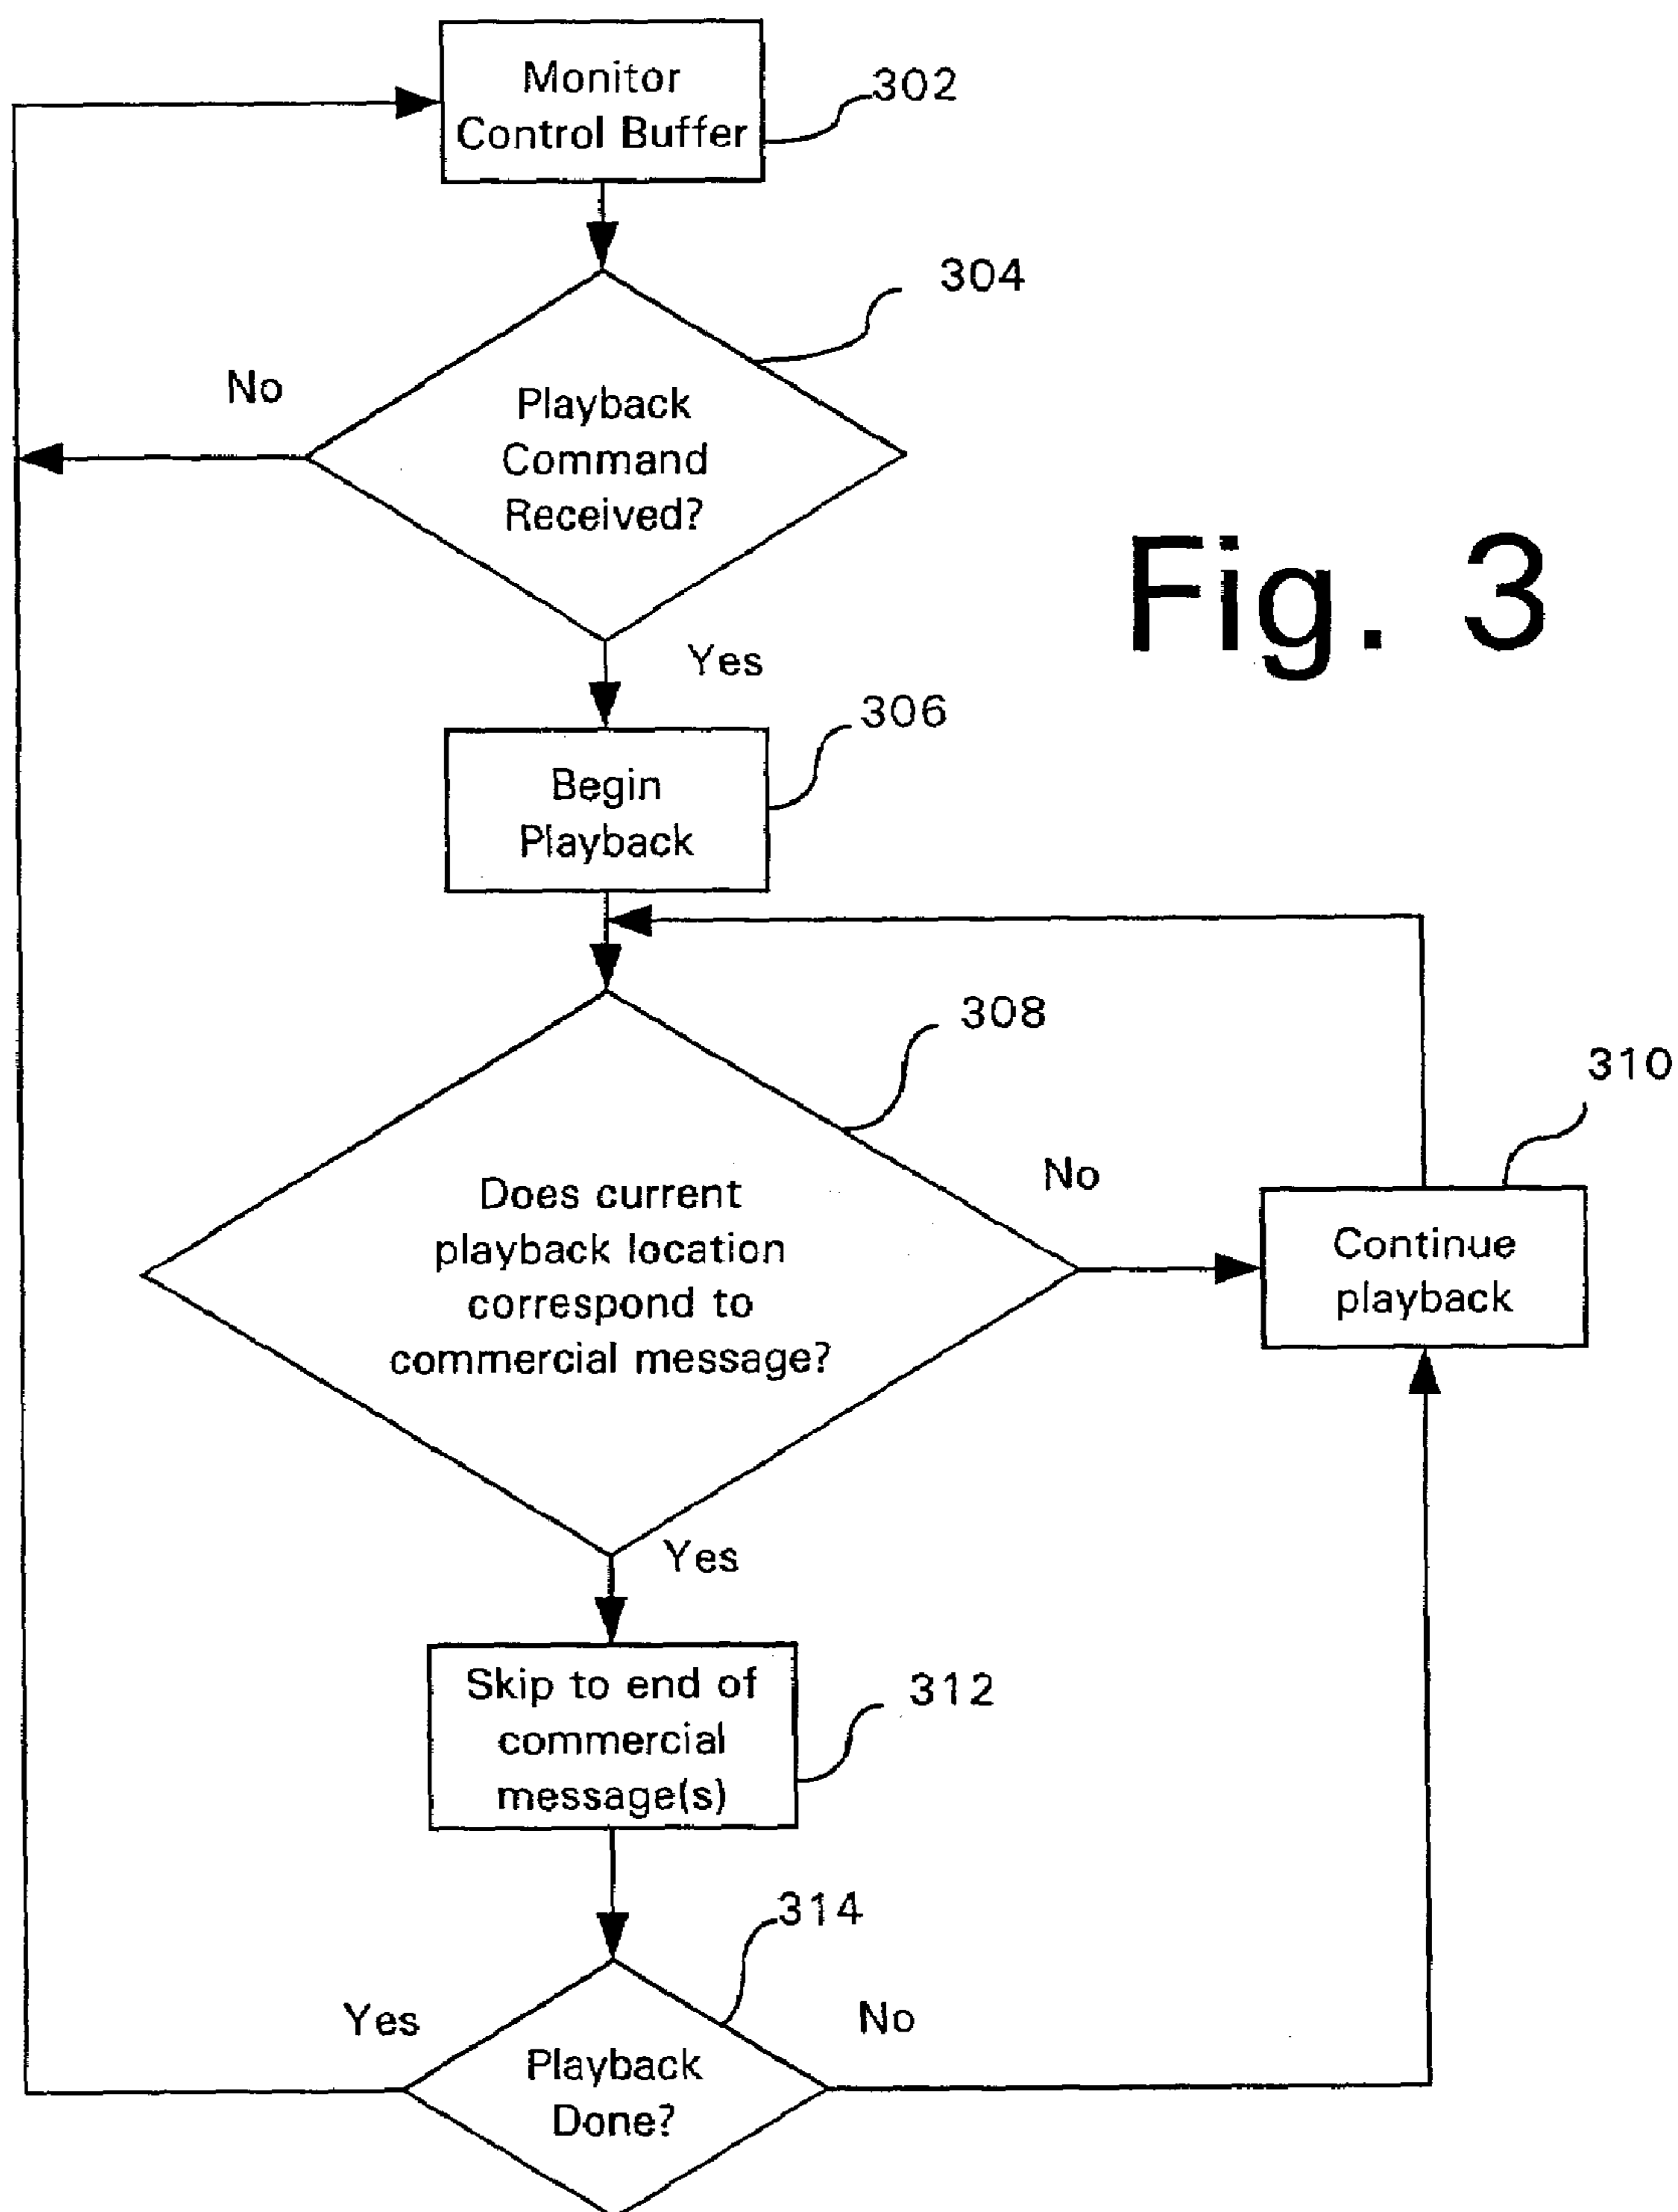 Monitor
Control Buffer
302
304
No
Playback
Command
Received?
Fig. 3
Yes
306
Begin
Playback
308
310
No
Does current
playback location
correspond to
commercial message?
Continue
playback
Yes
Skip to end of
commercial
message(s)
312
314
Yes
No
Playback
Done?